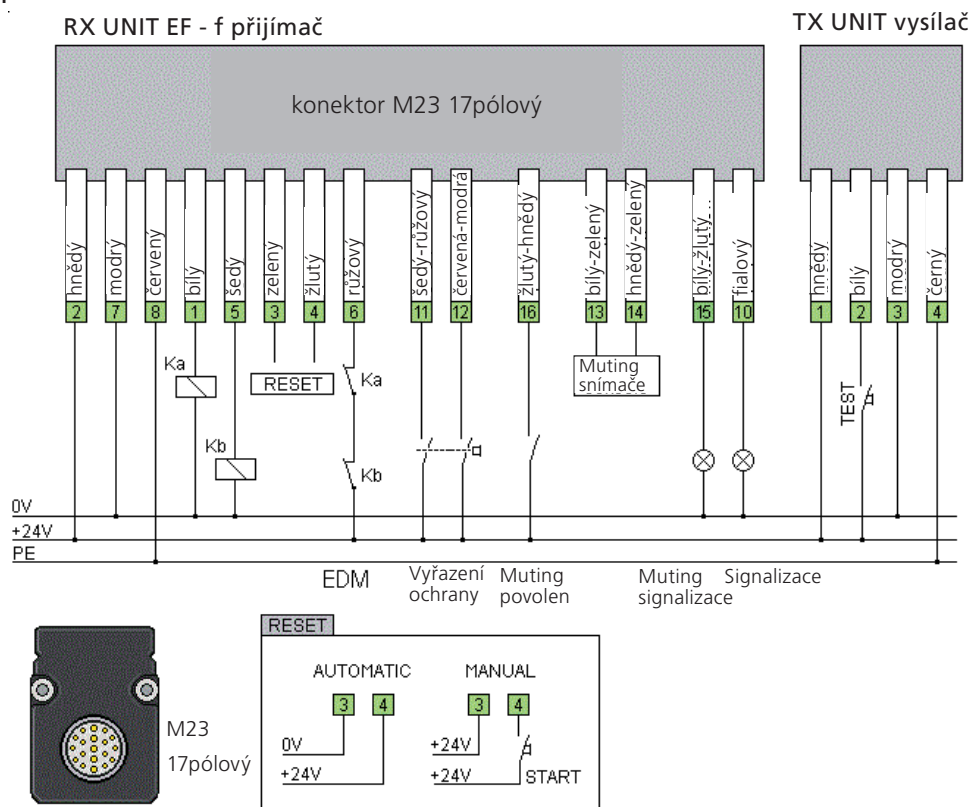 RX UNIT EF - f přijímač
TX UNIT vysílač
konektor M23 17pólový
hnědý
modrý
červený
bílý
šedý
zelený
žlutý
růžový
šedý-růžový
červená-modrá
žlutý-hnědý
bílý-zelený
hnědý-zelený
bílý-žlutý...
fialový
hnědý
bílý
modrý
černý
2 7 8 1 5 3 4 6 11 12 16 13 14 15 10 1 2 3 4
Ka
RESET
Ka
Muting
snímače
TEST
Kb
Kb
0V
+24V
PE
EDM
Vyřazení
ochrany
Muting
povolen
Muting
signalizace
Signalizace
RESET
AUTOMATIC
MANUAL
3 4 3 4
0V
+24V
+24V
+24V
START
M23
17pólový